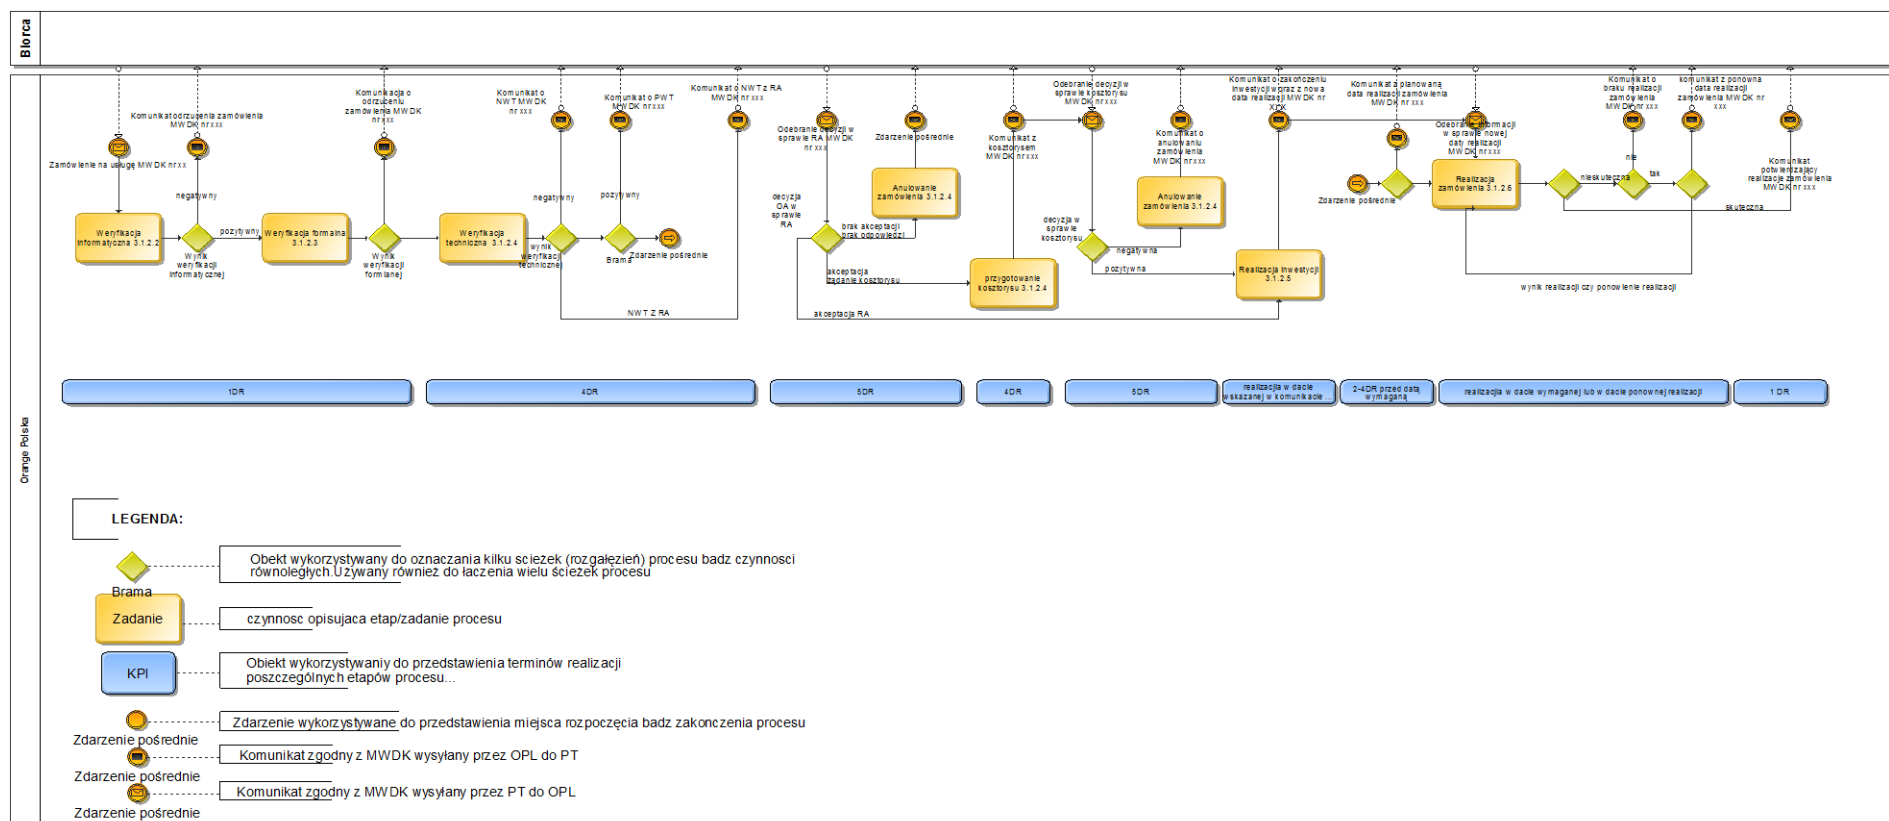 Biorca
Orange Polska
Komunikat odrzucenia zamówienia
MWDK nr xxx
Zamówienie na usługę MWDK nr xx
negatywny
Weryfikacja
informatyczna 3.1.2.2
pozytywny
Wynik
weryfikacji
informatycznej
Weryfikacja formalna
3.1.2.3
Komunikacja o
odrzuceniu
zamówienia MWDK
nr xxx
Wynik
weryfikacji
formlanej
Weryfikacja
techniczna 3.1.2.4
Komunikat o
NWT MWDK
nr xxx
negatywny
wynik
weryfikacji
technicznej
Komunikat o PWT
MWDK nr xxx
pozytywny
Brama
Zdarzenie pośrednie
Komunikat o NWT z RA
MWDK nr xxx
NWT Z RA
Odebranie decyzji w
sprawie RA MWDK
nr xxx
decyzja
OA w
sprawie
RA
brak akceptacji
brak odpowiedzi
akceptacja
żądanie kosztorysu
akceptacja RA
Zdarzenie pośrednie
Anulowanie
zamówienia 3.1.2.4
Komunikat z
kosztorysem
MWDK nr xxx
przygotowanie
kosztorysu 3.1.2.4
Odebranie decyzji w
sprawie kosztorysu
MWDK nr xxx
decyzja w
sprawie
kosztorysu
negatywna
pozytywna
Komunikat o
anulowaniu
zamówienia
MWDK nr xxx
Anulowanie
zamówienia 3.1.2.4
Komunikat o zakończeniu
inwestycji wraz z nowa
data realizacji MWDK nr
xxx
Realizacja inwestycji
3.1.2.5
Komunikat z planowaną
data realizacji zamówienia
MWDK nr xxx
Zdarzenie pośrednie
Odebranie informacji
w sprawie nowej
daty realizacji
MWDK nr xxx
Realizacja
zamówienia 3.1.2.6
nieskuteczna
Komunikat o
braku realizacji
zamówienia
MWDK nr xxx
nie
tak
komunikat z ponowna
data realizacji
zamówienia MWDK nr
xxx
Komunikat
potwierdzający
realizacje zamówienia
MWDK nr xxx
skuteczna
wynik realizacji czy ponowienie realizacji
1DR
4DR
5DR
4DR
5DR
realizacjia w dacie
wskazanej w komunikacie ...
2-4DR przed datą
wymaganą
realizacjia w dacie wymaganej lub w dacie ponownej realizacji
1 DR
LEGENDA:
Obekt wykorzystywany do oznaczania kilku scieżek (rozgałęzień) procesu badz czynnosci
równoległych.Używany również do łaczenia wielu ścieżek procesu
Brama
Zadanie
czynnosc opisujaca etap/zadanie procesu
KPI
Obiekt wykorzystywaniy do przedstawienia terminów realizacji
poszczególnych etapów procesu...
Zdarzenie wykorzystywane do przedstawienia miejsca rozpoczęcia badz zakonczenia procesu
Zdarzenie pośrednie
Komunikat zgodny z MWDK wysyłany przez OPL do PT
Zdarzenie pośrednie
Komunikat zgodny z MWDK wysyłany przez PT do OPL
Zdarzenie pośrednie